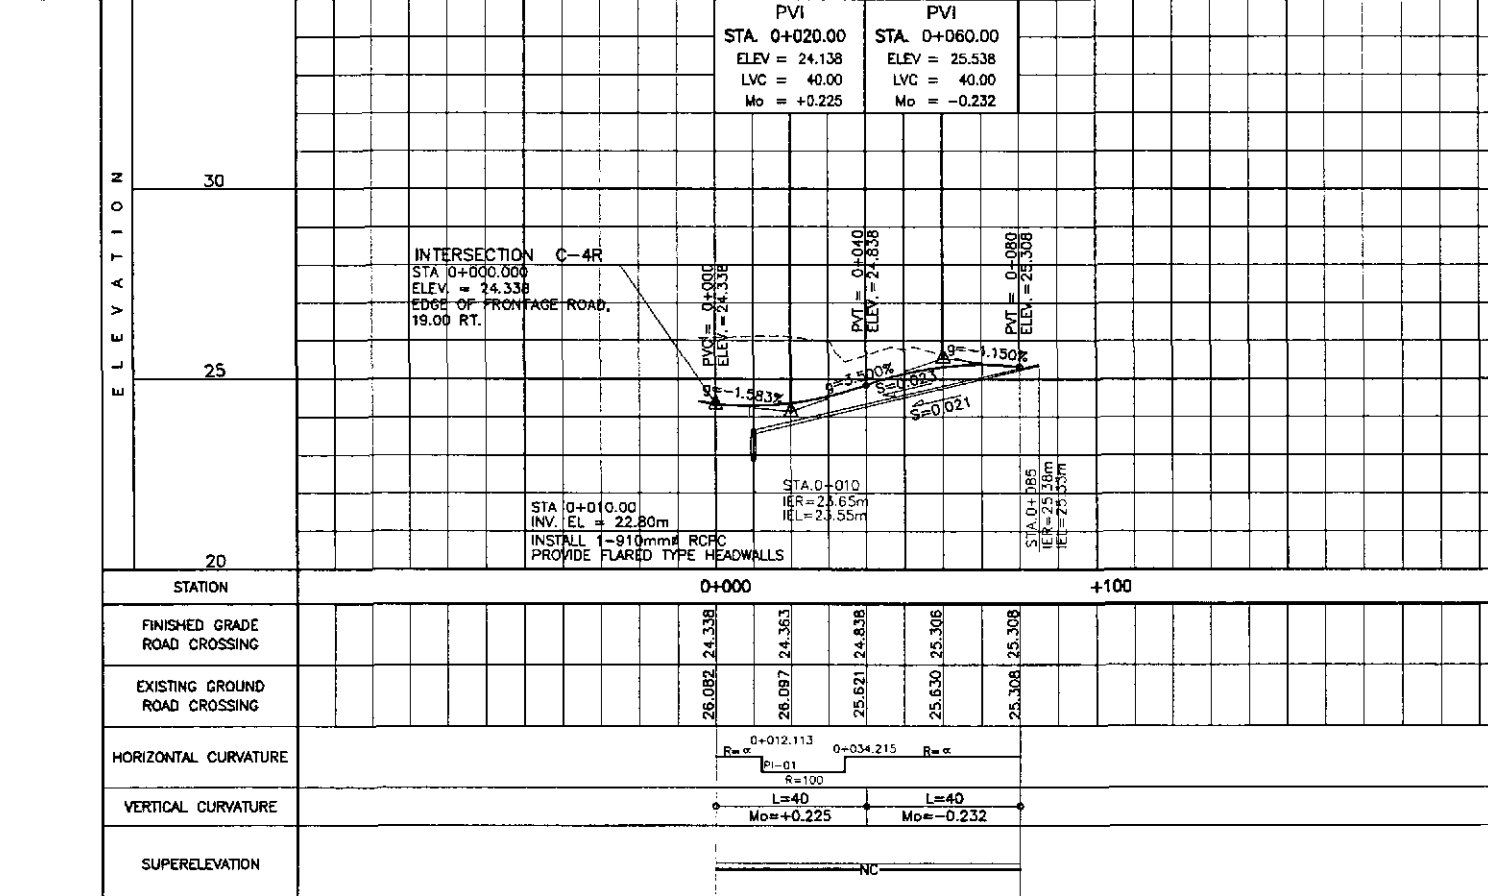 PVI
STA. 0+020.00
ELEV = 24.138
LVC = 40.00
Mo = +0.225
PVI
STA. 0+060.00
ELEV = 25.538
LVC = 40.00
Mo = -0.232
ELEVATION
30
25
20
INTERSECTION C-4R
STA 0+000.000
ELEV. = 24.338
EDGE OF FRONTAGE ROAD,
19.00 RT.
PVC = 0+000
ELEV. = 24.338
PVT = 0+040
ELEV. = 24.838
PVT = 0+080
ELEV. = 25.308
g=-1.583%
g=3.500%
g=-1.150%
S=0.023
S=0.021
STA.0+010
IER=23.65m
IEL=23.55m
STA.0+085
IER=25.38m
STA 0+010.00
INV. EL = 22.80m
INSTALL 1-910mmø RCPC
PROVIDE FLARED TYPE HEADWALLS
STATION
0+000
+100
FINISHED GRADE
ROAD CROSSING
24.338
24.363
24.838
25.306
25.308
EXISTING GROUND
ROAD CROSSING
26.082
26.097
25.621
25.630
25.308
HORIZONTAL CURVATURE
R=α
0+012.113
PI-01
R=100
0+034.215
R=α
VERTICAL CURVATURE
L=40
Mo=+0.225
L=40
Mo=-0.232
SUPERELEVATION
NC